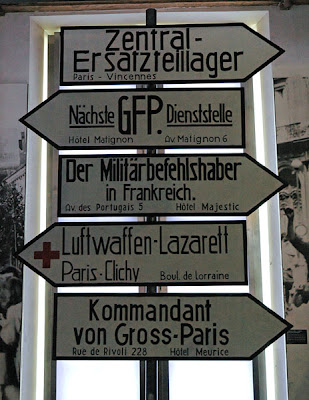 Zentral-
Ersatzteillager
Paris - Vincennes
Nächste GFP. Dienststelle
Hôtel Matignon Av. Matignon 6
Der Militärbefehlshaber
in Frankreich.
Av. des Portugais 5 Hôtel Majestic
Luftwaffen-Lazarett
Paris-Clichy Boul. de Lorraine
Kommandant
von Gross-Paris
Rue de Rivoli 228 Hôtel Meurice